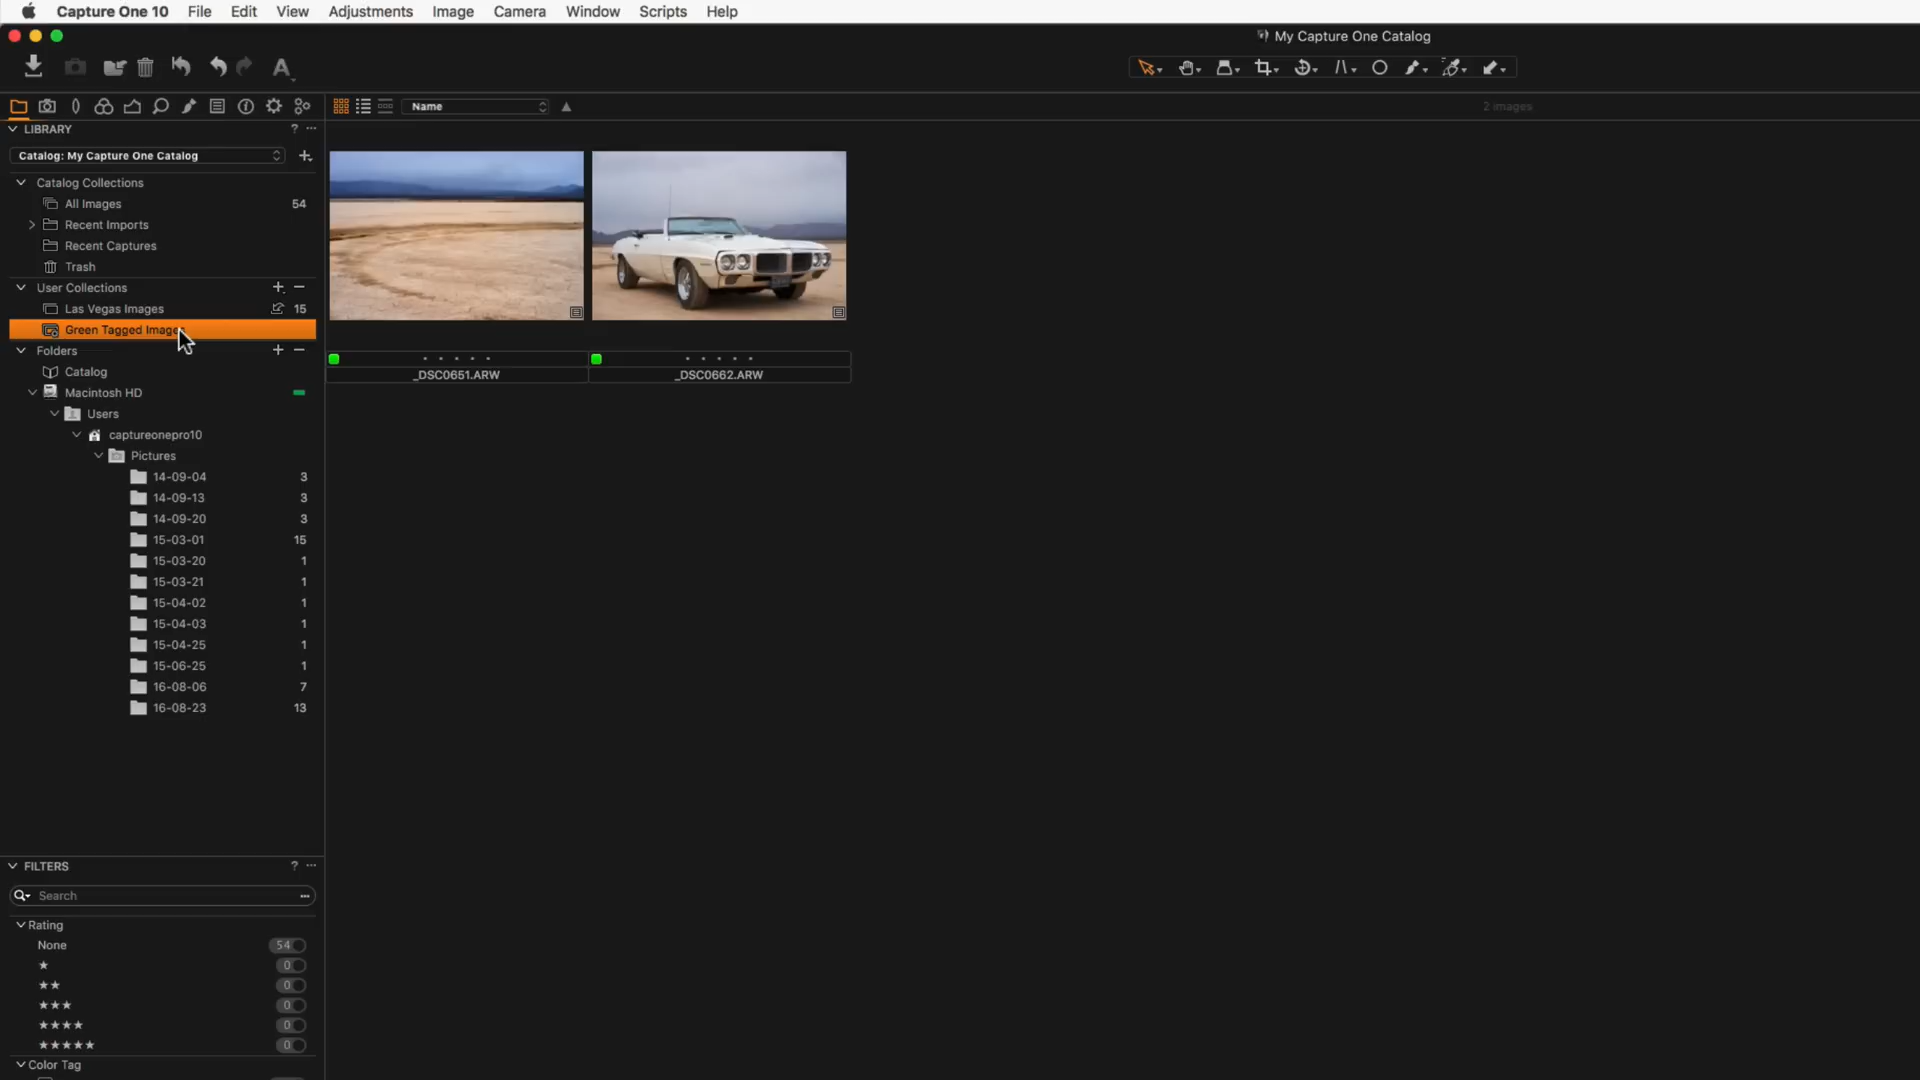 Capture One 10 File Edit View Adjustments Image Camera Window Scripts Help
My Capture One Catalog
A
Name
2 images
LIBRARY ? ...
Catalog: My Capture One Catalog
Catalog Collections
All Images 54
Recent Imports
Recent Captures
Trash
User Collections + −
Las Vegas Images 15
Green Tagged Images
Folders + −
Catalog
Macintosh HD
Users
captureonepro10
Pictures
14-09-04 3
14-09-13 3
14-09-20 3
15-03-01 15
15-03-20 1
15-03-21 1
15-04-02 1
15-04-03 1
15-04-25 1
15-06-25 1
16-08-06 7
16-08-23 13
_DSC0651.ARW
_DSC0662.ARW
FILTERS ? ...
Search ...
Rating
None 54
★ 0
★★ 0
★★★ 0
★★★★ 0
★★★★★ 0
Color Tag